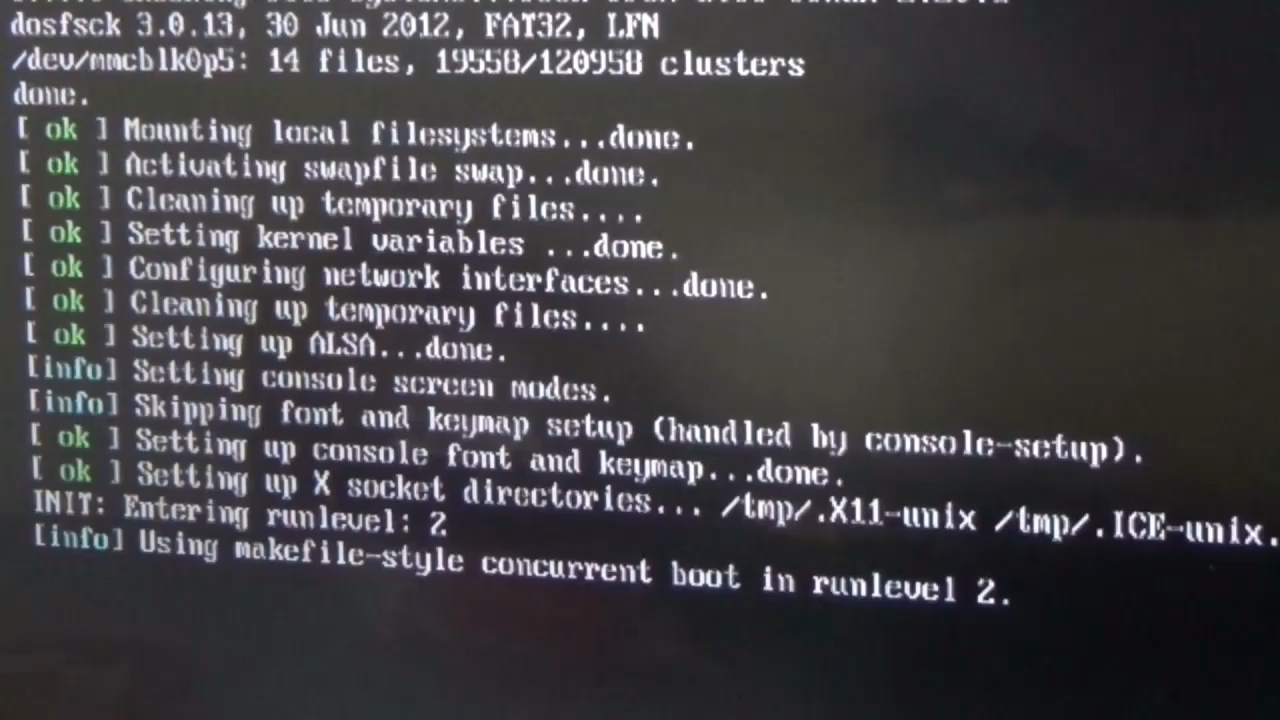 dosfsck 3.0.13, 30 Jun 2012, FAT32, LFN
/dev/mmcblk0p5: 14 files, 19558/120958 clusters
done.
[ ok ] Mounting local filesystems...done.
[ ok ] Activating swapfile swap...done.
[ ok ] Cleaning up temporary files....
[ ok ] Setting kernel variables ...done.
[ ok ] Configuring network interfaces...done.
[ ok ] Cleaning up temporary files....
[ ok ] Setting up ALSA...done.
[info] Setting console screen modes.
[info] Skipping font and keymap setup (handled by console-setup).
[ ok ] Setting up console font and keymap...done.
[ ok ] Setting up X socket directories... /tmp/.X11-unix /tmp/.ICE-unix.
INIT: Entering runlevel: 2
[info] Using makefile-style concurrent boot in runlevel 2.